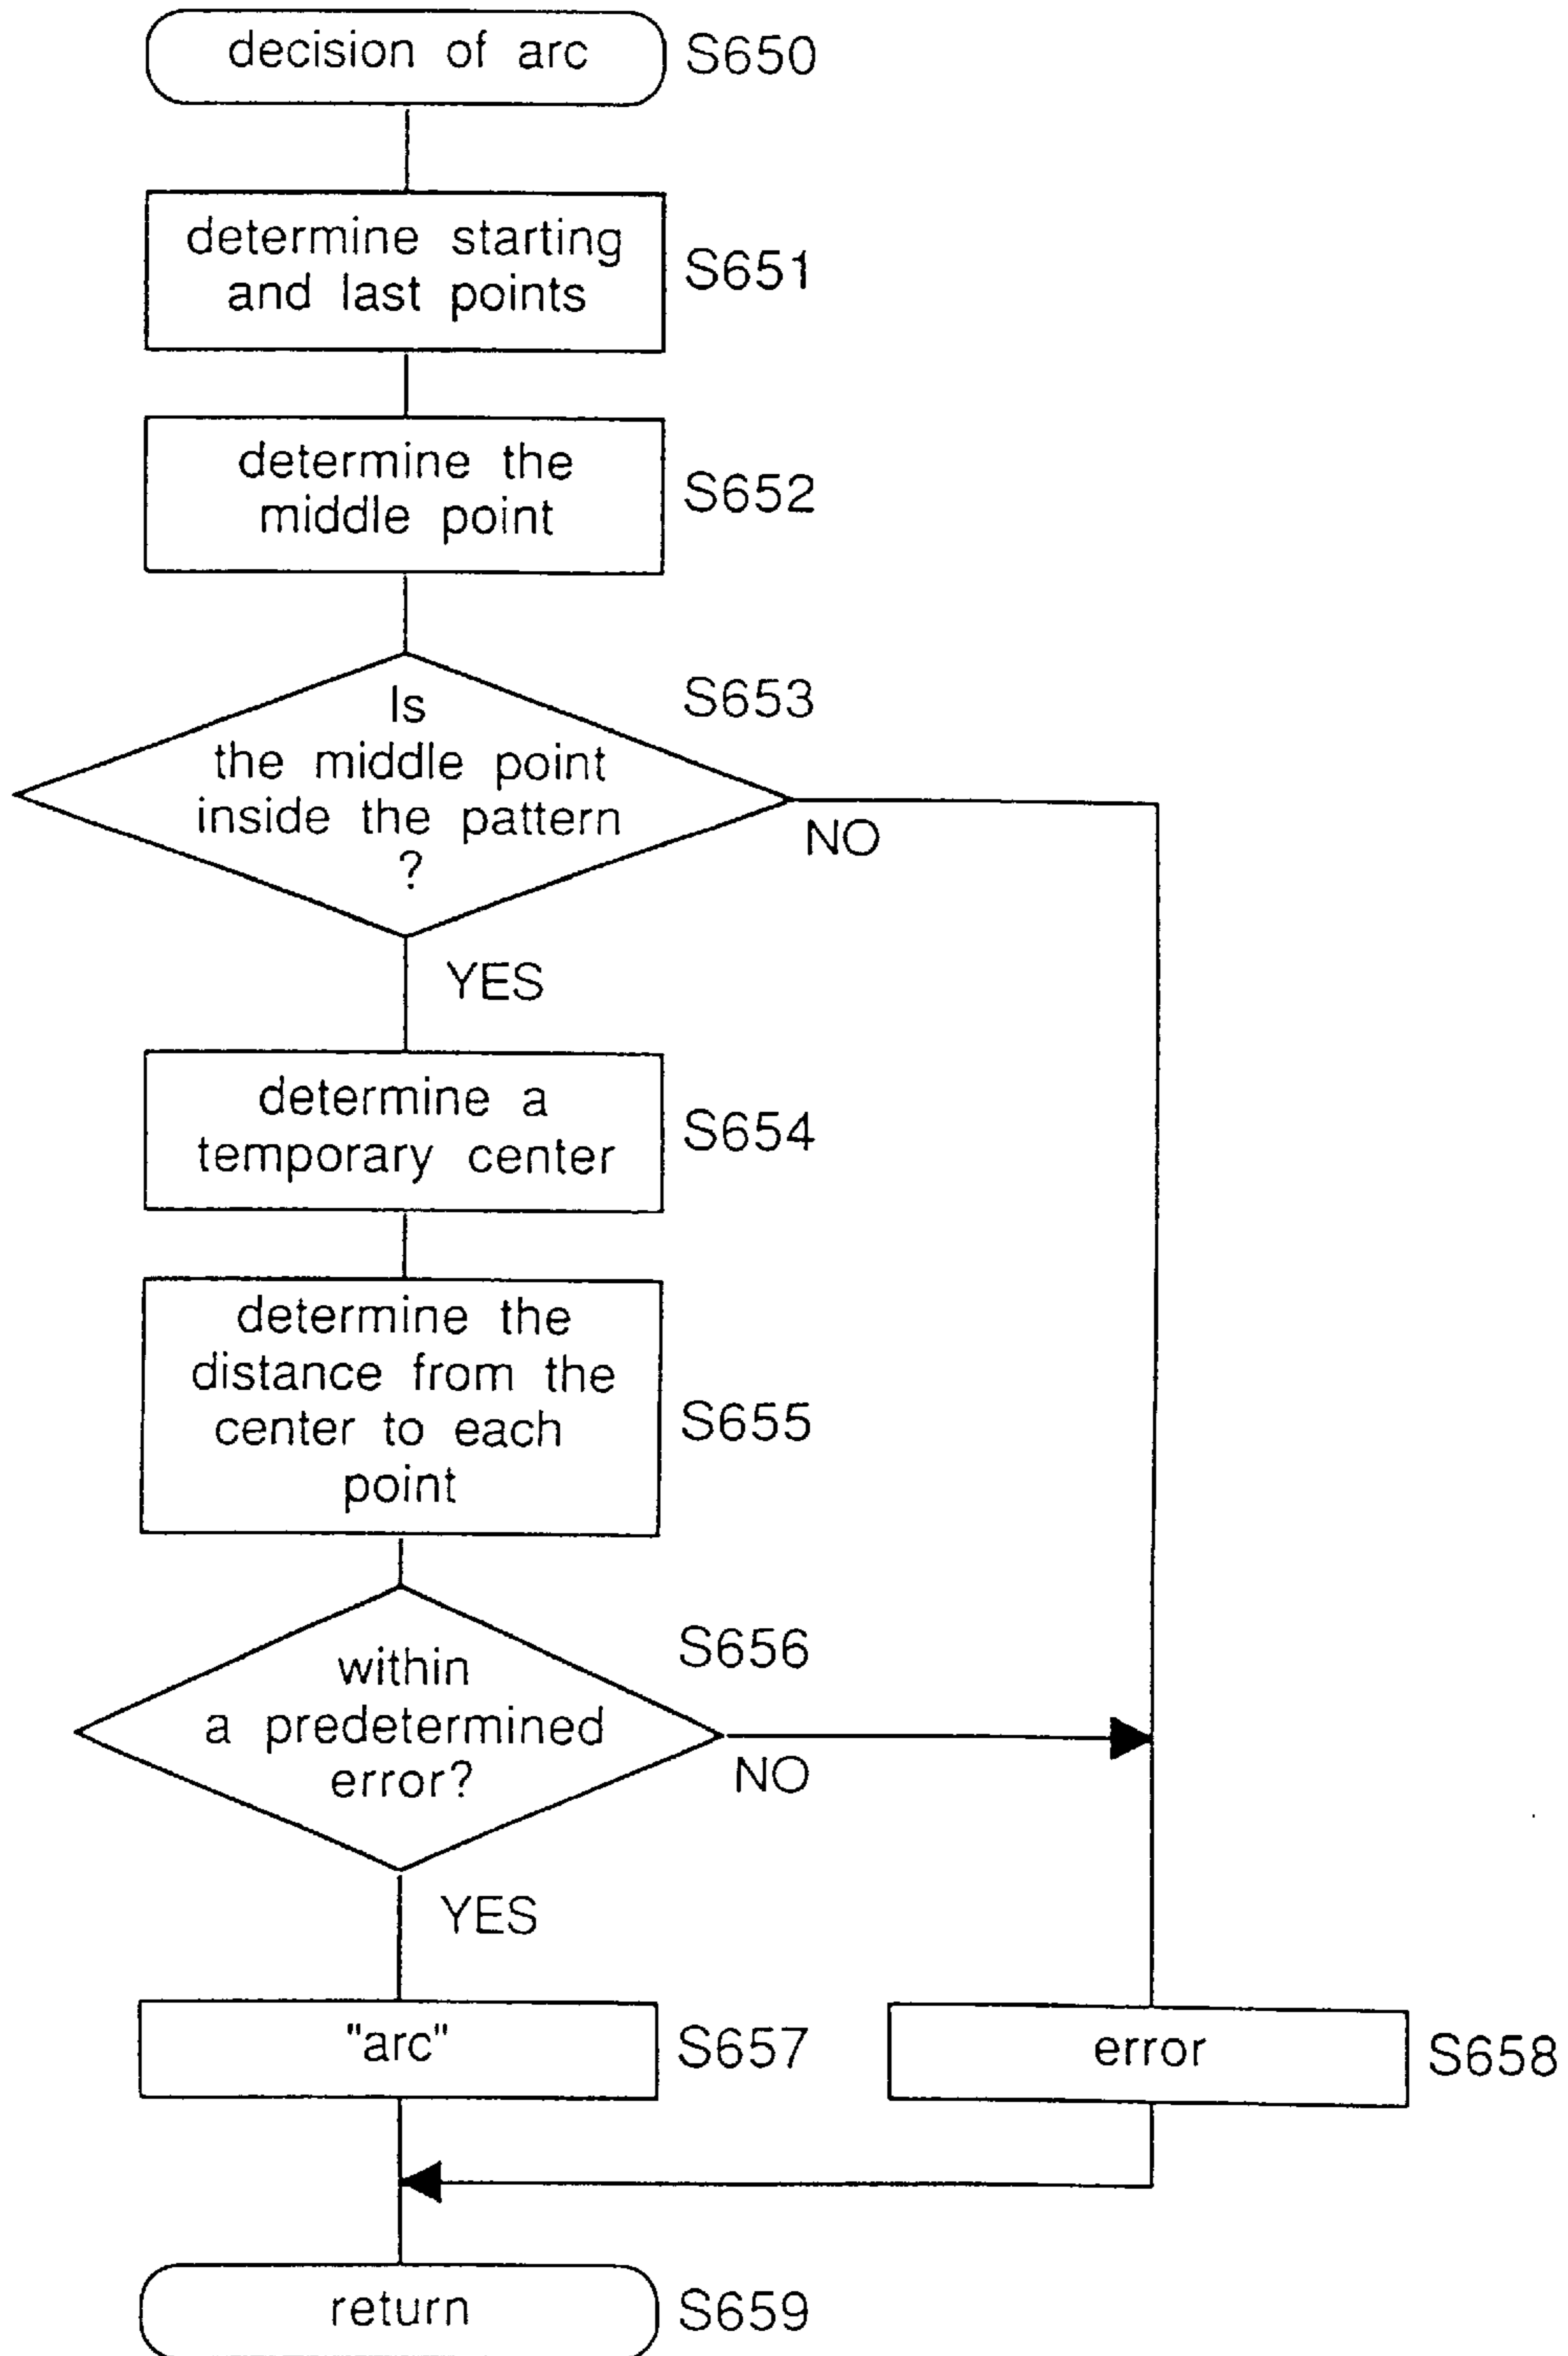 decision of arc
S650
determine starting
and last points
S651
determine the
middle point
S652
Is
the middle point
inside the pattern
?
S653
NO
YES
determine a
temporary center
S654
determine the
distance from the
center to each
point
S655
within
a predetermined
error?
S656
NO
YES
"arc"
S657
error
S658
return
S659